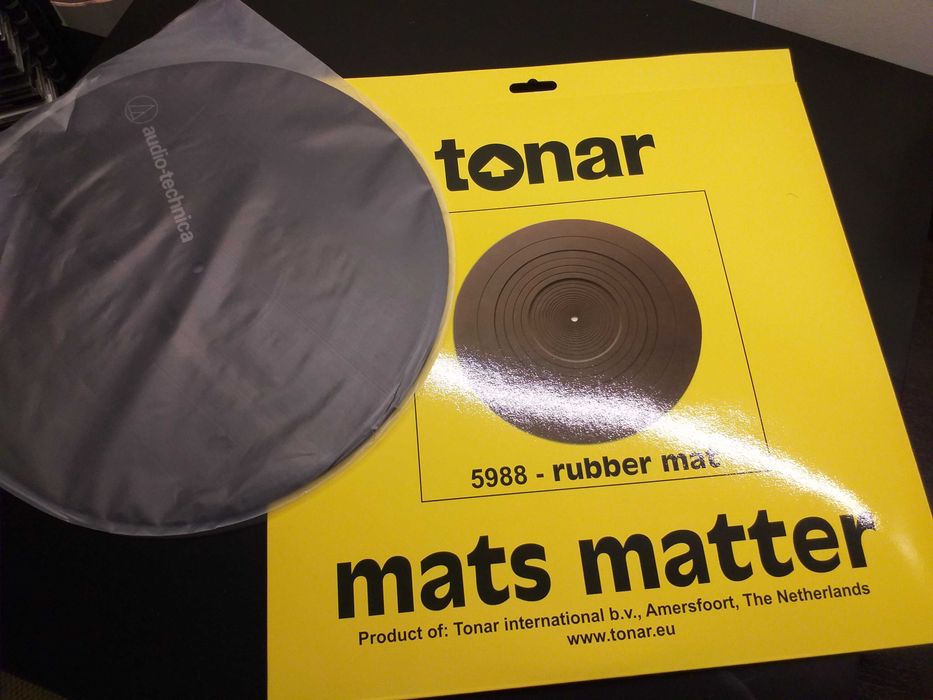 audio-technica
tonar
5988 - rubber mat
mats matter
Product of: Tonar international b.v., Amersfoort, The Netherlands
www.tonar.eu